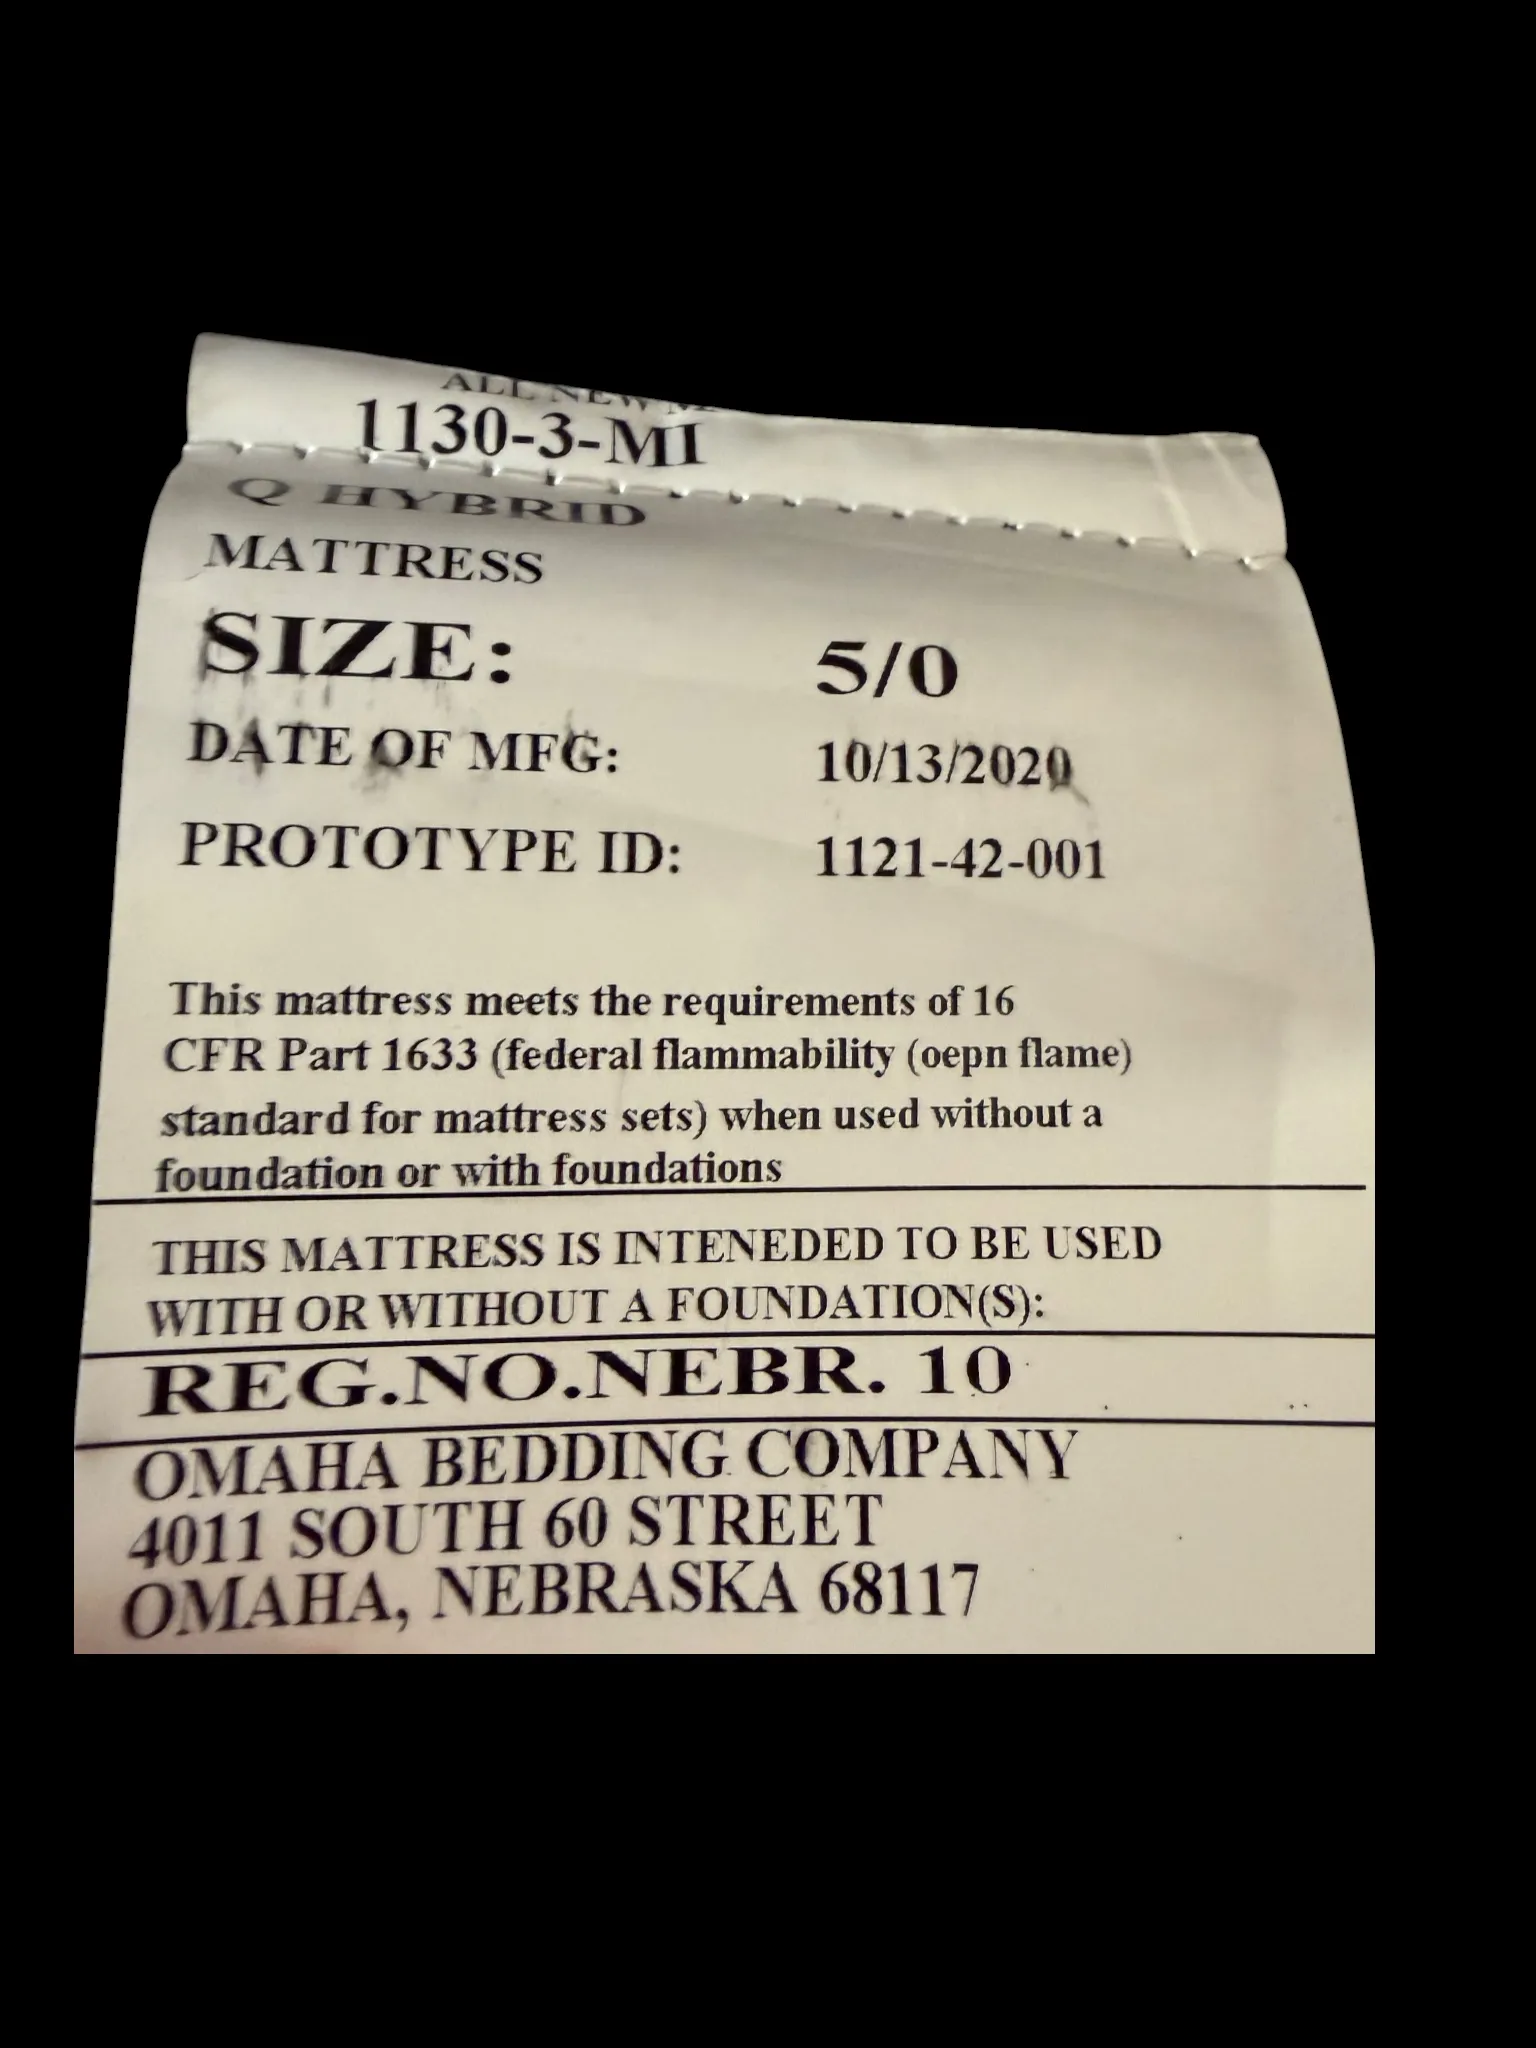 ALL NEW
1130-3-MI
Q HYBRID
MATTRESS
SIZE: 5/0
DATE OF MFG: 10/13/2020
PROTOTYPE ID: 1121-42-001
This mattress meets the requirements of 16
CFR Part 1633 (federal flammability (oepn flame)
standard for mattress sets) when used without a
foundation or with foundations
THIS MATTRESS IS INTENEDED TO BE USED
WITH OR WITHOUT A FOUNDATION(S):
REG.NO.NEBR. 10
OMAHA BEDDING COMPANY
4011 SOUTH 60 STREET
OMAHA, NEBRASKA 68117